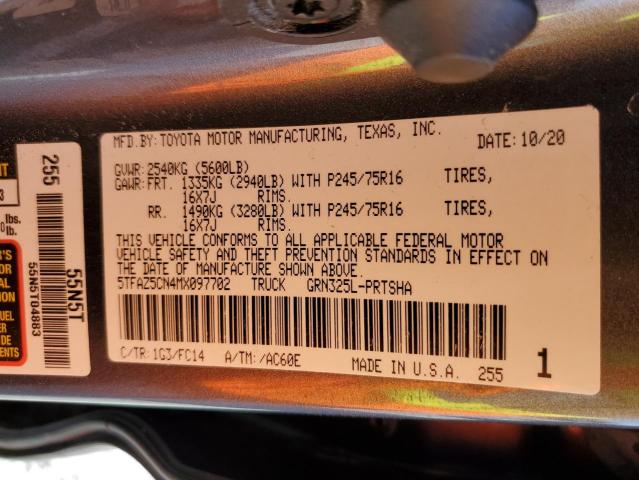 MFD.BY: TOYOTA MOTOR MANUFACTURING, TEXAS, INC. DATE: 10/20
GVWR: 2540KG (5600LB)
GAWR: FRT. 1335KG (2940LB) WITH P245/75R16 TIRES,
16X7J RIMS.
RR. 1490KG (3280LB) WITH P245/75R16 TIRES,
16X7J RIMS.
THIS VEHICLE CONFORMS TO ALL APPLICABLE FEDERAL MOTOR
VEHICLE SAFETY AND THEFT PREVENTION STANDARDS IN EFFECT ON
THE DATE OF MANUFACTURE SHOWN ABOVE.
5TFAZ5CN4MX097702 TRUCK GRN325L-PRTSHA
C/TR: 1G3/FC14 A/TM: /AC60E MADE IN U.S.A. 255 1
255
55N5T04883
55N5T
lbs.
lb.